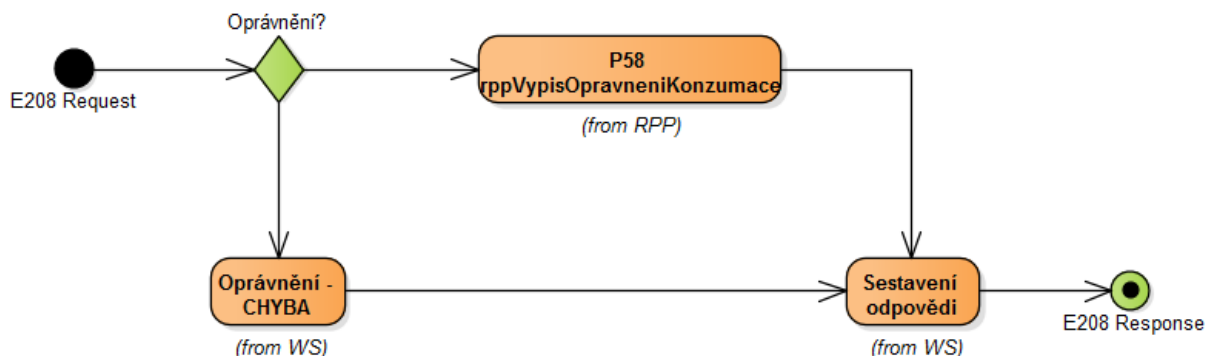 Oprávnění?
E208 Request
P58
rppVypisOpravneniKonzumace
(from RPP)
Oprávnění -
CHYBA
(from WS)
Sestavení
odpovědi
(from WS)
E208 Response